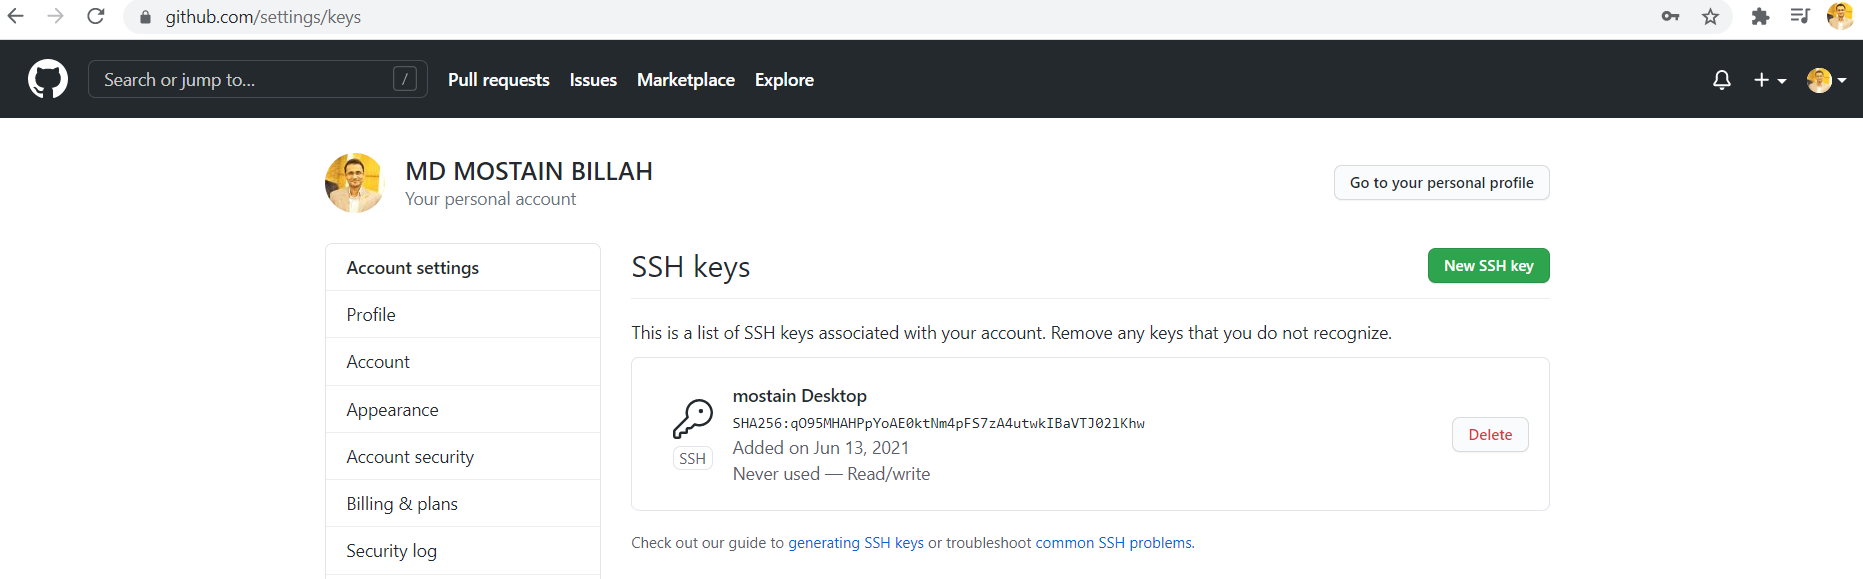 github.com/settings/keys
Search or jump to... /
Pull requests Issues Marketplace Explore
MD MOSTAIN BILLAH
Your personal account
Go to your personal profile
Account settings
Profile
Account
Appearance
Account security
Billing & plans
Security log
SSH keys
New SSH key
This is a list of SSH keys associated with your account. Remove any keys that you do not recognize.
SSH
mostain Desktop
SHA256:qO95MHAHPpYoAE0ktNm4pFS7zA4utwkIBaVTJ02lKhw
Added on Jun 13, 2021
Never used — Read/write
Delete
Check out our guide to generating SSH keys or troubleshoot common SSH problems.